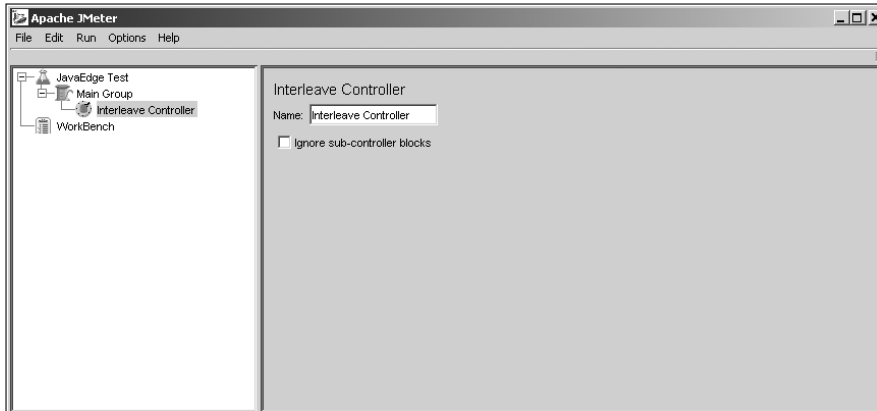 Apache JMeter
File Edit Run Options Help
JavaEdge Test
Main Group
Interleave Controller
WorkBench
Interleave Controller
Name: Interleave Controller
Ignore sub-controller blocks